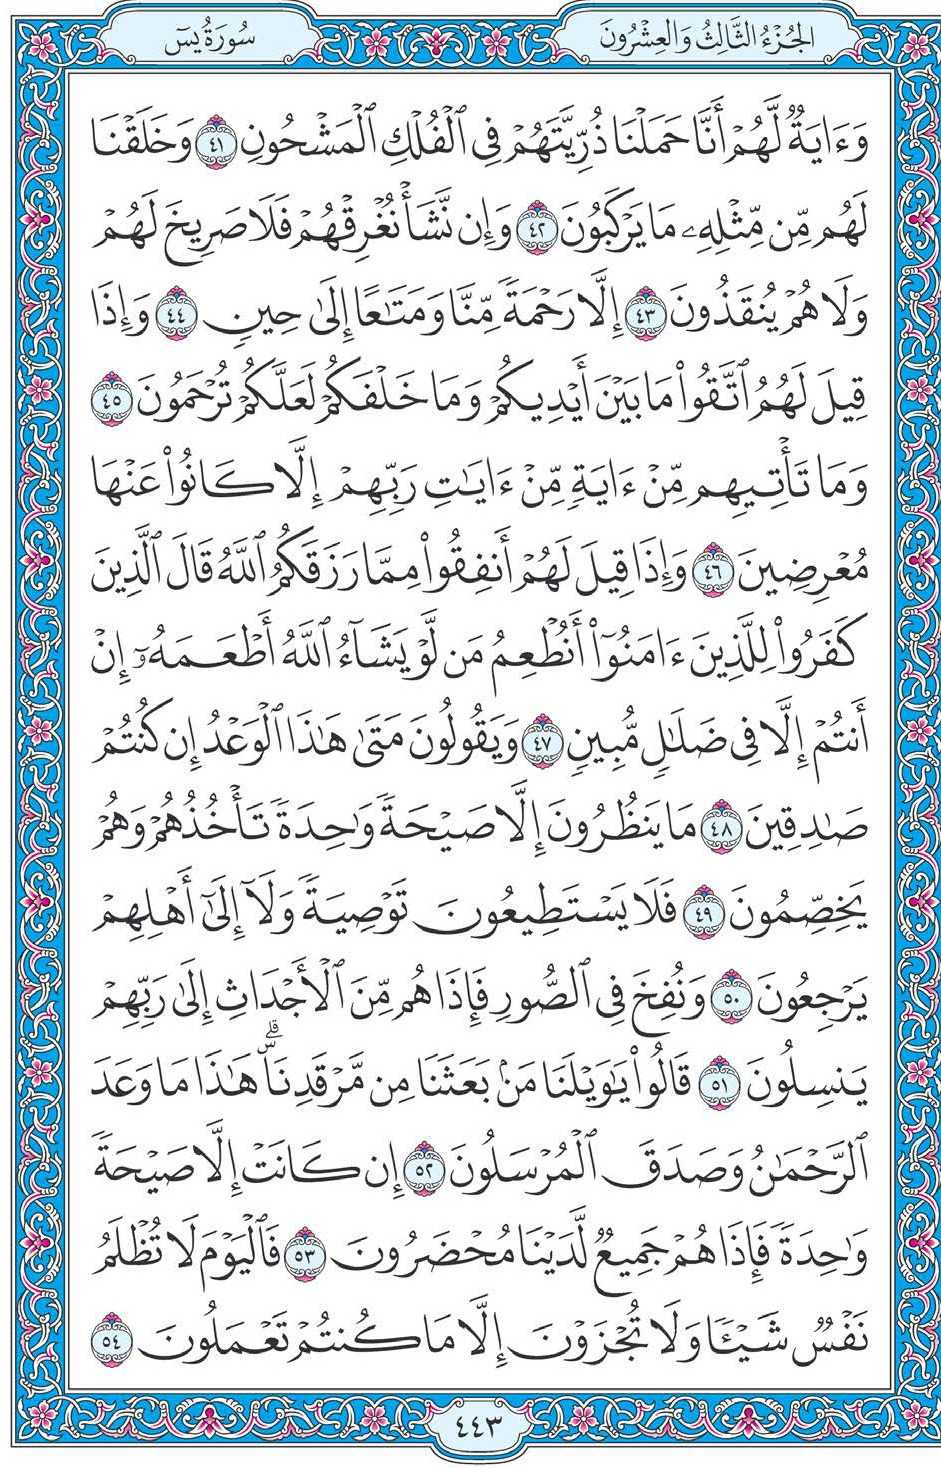 الجُزْءُ الثَّالِثُ وَالعِشْرُونَ
سُورَةُ يسٓ
وَءَايَةٞ لَّهُمۡ أَنَّا حَمَلۡنَا ذُرِّيَّتَهُمۡ فِي ٱلۡفُلۡكِ ٱلۡمَشۡحُونِ ٤١ وَخَلَقۡنَا
لَهُم مِّن مِّثۡلِهِۦ مَا يَرۡكَبُونَ ٤٢ وَإِن نَّشَأۡ نُغۡرِقۡهُمۡ فَلَا صَرِيخَ لَهُمۡ
وَلَا هُمۡ يُنقَذُونَ ٤٣ إِلَّا رَحۡمَةٗ مِّنَّا وَمَتَٰعًا إِلَىٰ حِينٖ ٤٤ وَإِذَا
قِيلَ لَهُمُ ٱتَّقُواْ مَا بَيۡنَ أَيۡدِيكُمۡ وَمَا خَلۡفَكُمۡ لَعَلَّكُمۡ تُرۡحَمُونَ ٤٥
وَمَا تَأۡتِيهِم مِّنۡ ءَايَةٖ مِّنۡ ءَايَٰتِ رَبِّهِمۡ إِلَّا كَانُواْ عَنۡهَا
مُعۡرِضِينَ ٤٦ وَإِذَا قِيلَ لَهُمۡ أَنفِقُواْ مِمَّا رَزَقَكُمُ ٱللَّهُ قَالَ ٱلَّذِينَ
كَفَرُواْ لِلَّذِينَ ءَامَنُوٓاْ أَنُطۡعِمُ مَن لَّوۡ يَشَآءُ ٱللَّهُ أَطۡعَمَهُۥٓ إِنۡ
أَنتُمۡ إِلَّا فِي ضَلَٰلٖ مُّبِينٖ ٤٧ وَيَقُولُونَ مَتَىٰ هَٰذَا ٱلۡوَعۡدُ إِن كُنتُمۡ
صَٰدِقِينَ ٤٨ مَا يَنظُرُونَ إِلَّا صَيۡحَةٗ وَٰحِدَةٗ تَأۡخُذُهُمۡ وَهُمۡ
يَخِصِّمُونَ ٤٩ فَلَا يَسۡتَطِيعُونَ تَوۡصِيَةٗ وَلَآ إِلَىٰٓ أَهۡلِهِمۡ
يَرۡجِعُونَ ٥٠ وَنُفِخَ فِي ٱلصُّورِ فَإِذَا هُم مِّنَ ٱلۡأَجۡدَاثِ إِلَىٰ رَبِّهِمۡ
يَنسِلُونَ ٥١ قَالُواْ يَٰوَيۡلَنَا مَنۢ بَعَثَنَا مِن مَّرۡقَدِنَاۜۗ هَٰذَا مَا وَعَدَ
ٱلرَّحۡمَٰنُ وَصَدَقَ ٱلۡمُرۡسَلُونَ ٥٢ إِن كَانَتۡ إِلَّا صَيۡحَةٗ
وَٰحِدَةٗ فَإِذَا هُمۡ جَمِيعٞ لَّدَيۡنَا مُحۡضَرُونَ ٥٣ فَٱلۡيَوۡمَ لَا تُظۡلَمُ
نَفۡسٞ شَيۡـٔٗا وَلَا تُجۡزَوۡنَ إِلَّا مَا كُنتُمۡ تَعۡمَلُونَ ٥٤
٤٤٣